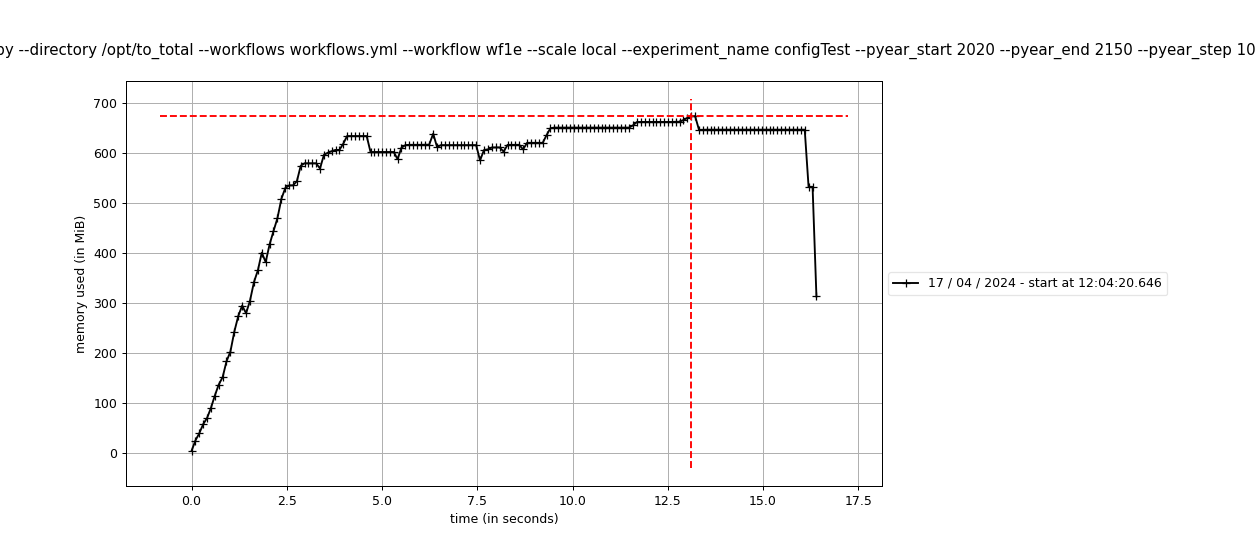 py --directory /opt/to_total --workflows workflows.yml --workflow wf1e --scale local --experiment_name configTest --pyear_start 2020 --pyear_end 2150 --pyear_step 10
700
600
500
400
300
200
100
0
memory used (in MiB)
0.0 2.5 5.0 7.5 10.0 12.5 15.0 17.5
time (in seconds)
17 / 04 / 2024 - start at 12:04:20.646